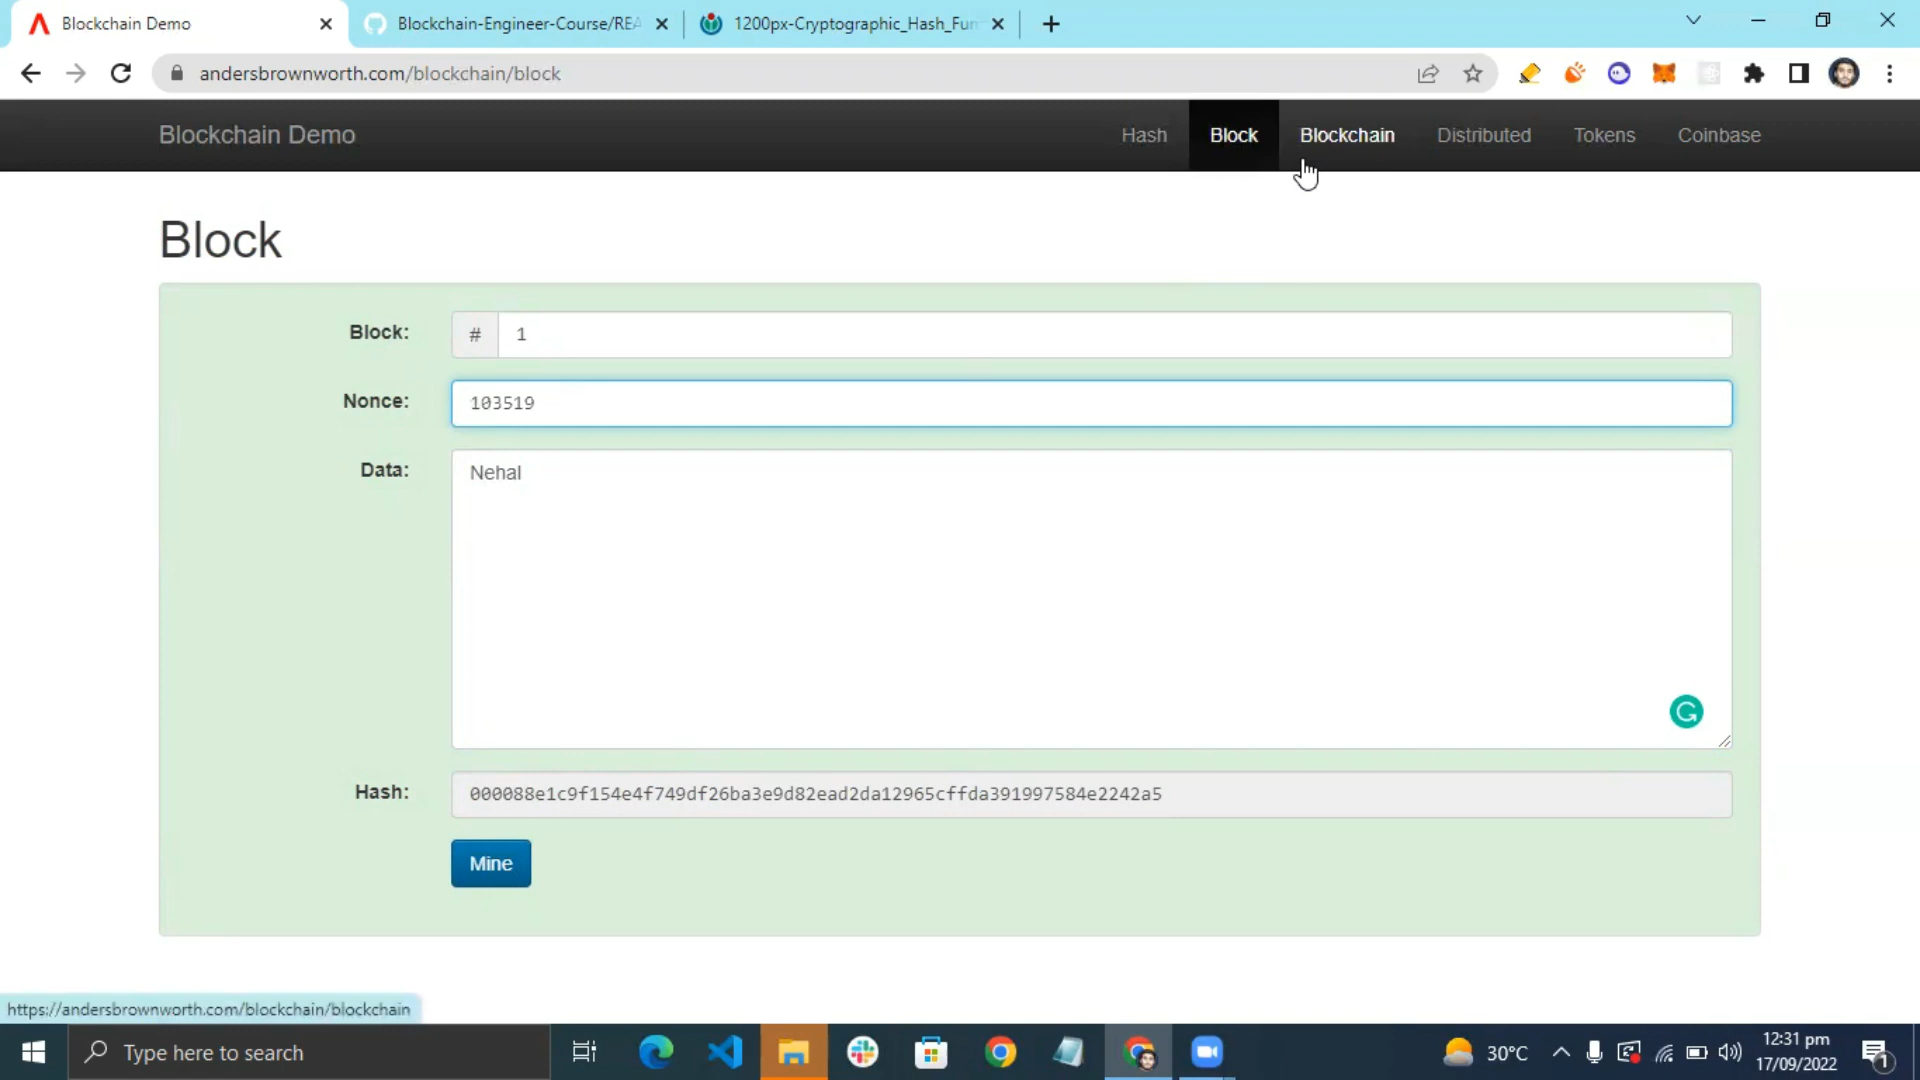 Blockchain Demo
Blockchain-Engineer-Course/REA
1200px-Cryptographic_Hash_Fun
andersbrownworth.com/blockchain/block
Blockchain Demo
Hash
Block
Blockchain
Distributed
Tokens
Coinbase
Block
Block:
# 1
Nonce:
103519
Data:
Nehal
Hash:
000088e1c9f154e4f749df26ba3e9d82ead2da12965cffda391997584e2242a5
Mine
https://andersbrownworth.com/blockchain/blockchain
Type here to search
30°C
12:31 pm
17/09/2022
1